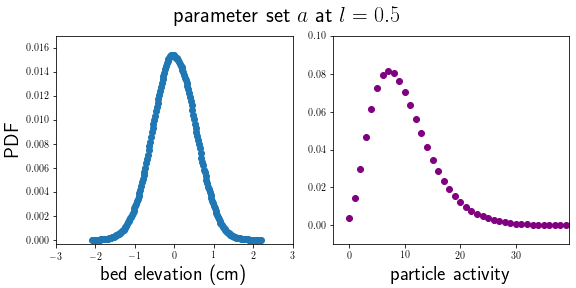 parameter set a at l = 0.5
PDF
0.016
0.014
0.012
0.010
0.008
0.006
0.004
0.002
0.000
−3 −2 −1 0 1 2 3
bed elevation (cm)
0.10
0.08
0.06
0.04
0.02
0.00
0 10 20 30
particle activity